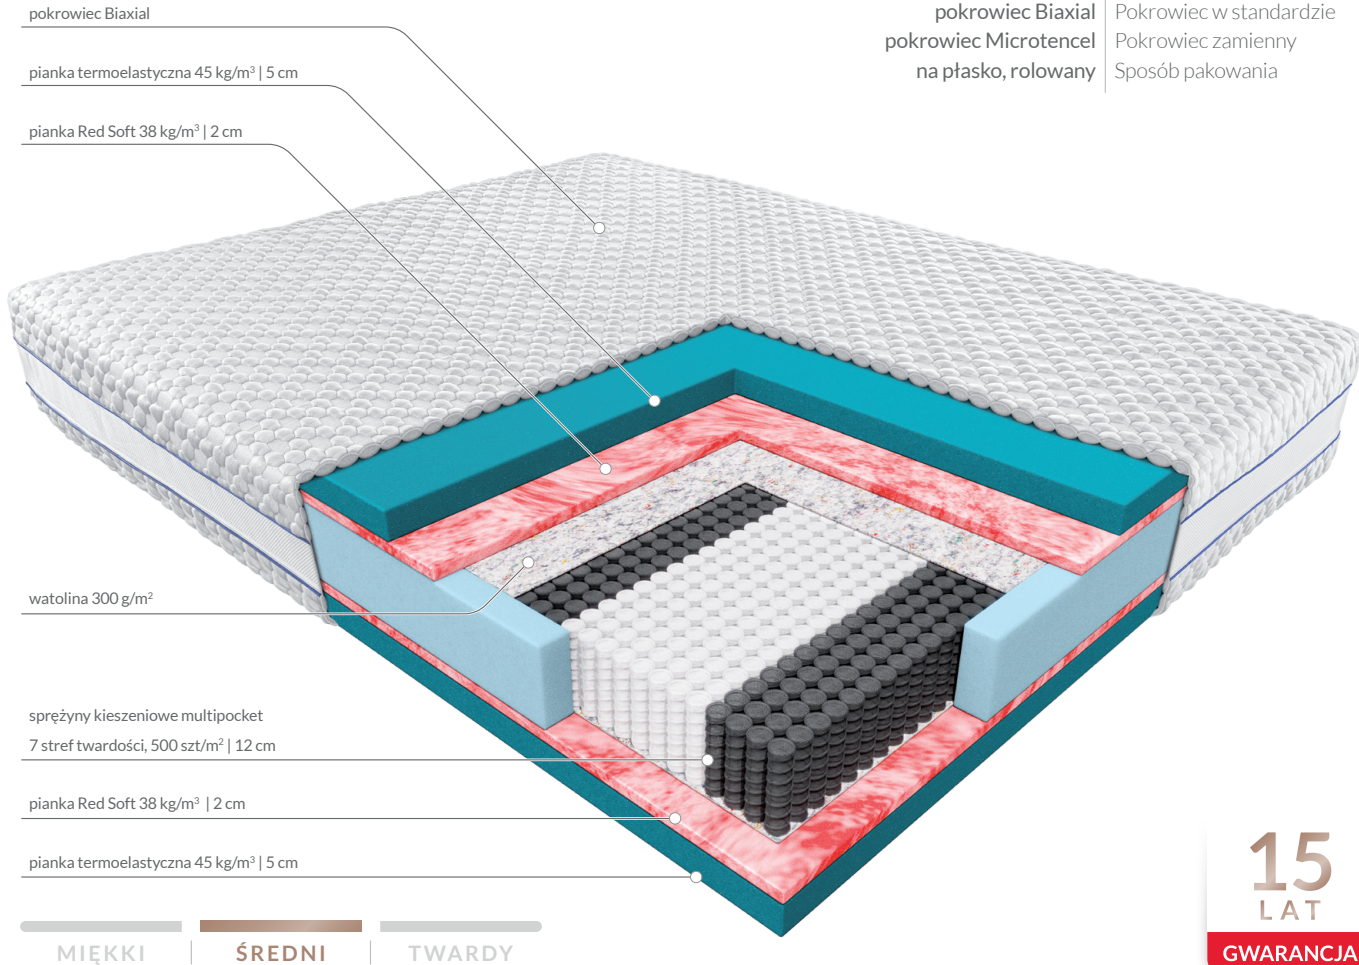 pokrowiec Biaxial
pianka termoelastyczna 45 kg/m³ | 5 cm
pianka Red Soft 38 kg/m³ | 2 cm
pokrowiec Biaxial | Pokrowiec w standardzie
pokrowiec Microtencel | Pokrowiec zamienny
na płasko, rolowany | Sposób pakowania
watolina 300 g/m²
sprężyny kieszeniowe multipocket
7 stref twardości, 500 szt/m² | 12 cm
pianka Red Soft 38 kg/m³ | 2 cm
pianka termoelastyczna 45 kg/m³ | 5 cm
MIĘKKI | ŚREDNI | TWARDY
15
LAT
GWARANCJA